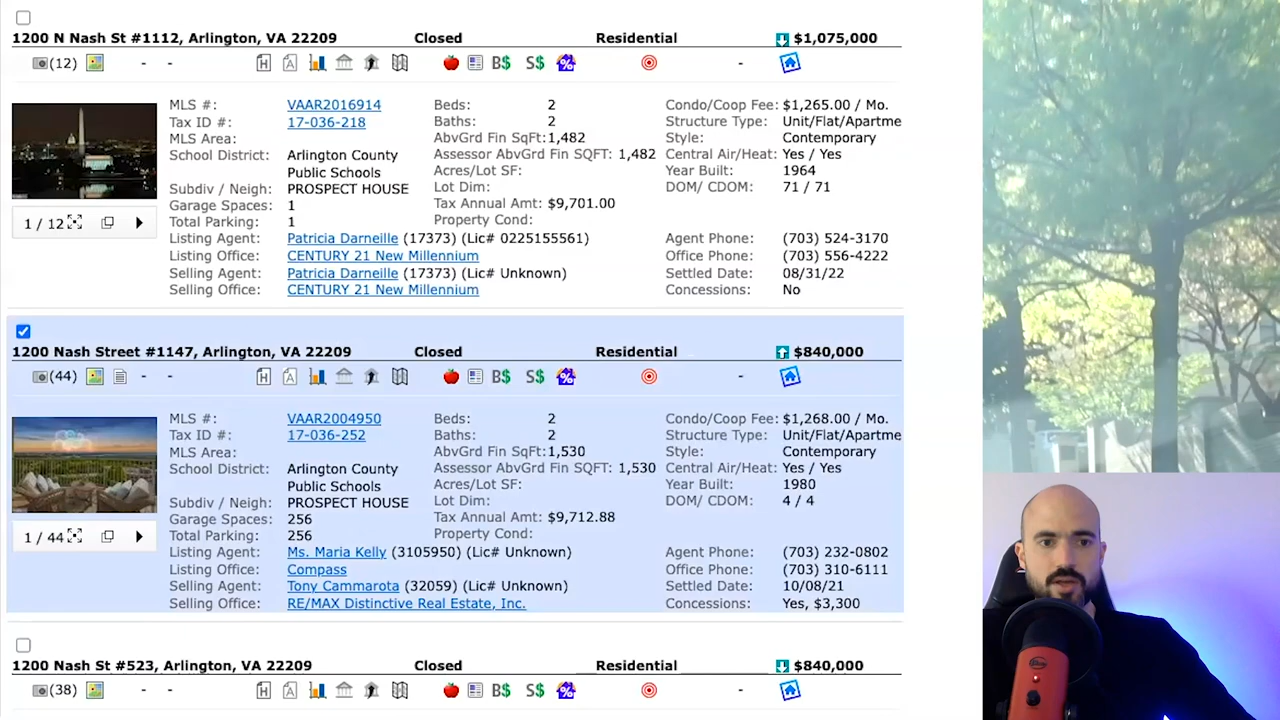 1200 N Nash St #1112, Arlington, VA 22209 Closed Residential $1,075,000
(12) - - H A B$ S$ % -
MLS #: VAAR2016914 Beds: 2 Condo/Coop Fee: $1,265.00 / Mo.
Tax ID #: 17-036-218 Baths: 2 Structure Type: Unit/Flat/Apartme
MLS Area: AbvGrd Fin SqFt: 1,482 Style: Contemporary
School District: Arlington County Assessor AbvGrd Fin SQFT: 1,482 Central Air/Heat: Yes / Yes
Public Schools Acres/Lot SF: Year Built: 1964
Subdiv / Neigh: PROSPECT HOUSE Lot Dim: DOM/ CDOM: 71 / 71
Garage Spaces: 1 Tax Annual Amt: $9,701.00
Total Parking: 1 Property Cond:
1 / 12
Listing Agent: Patricia Darneille (17373) (Lic# 0225155561) Agent Phone: (703) 524-3170
Listing Office: CENTURY 21 New Millennium Office Phone: (703) 556-4222
Selling Agent: Patricia Darneille (17373) (Lic# Unknown) Settled Date: 08/31/22
Selling Office: CENTURY 21 New Millennium Concessions: No
1200 Nash Street #1147, Arlington, VA 22209 Closed Residential $840,000
(44) - - H A B$ S$ % -
MLS #: VAAR2004950 Beds: 2 Condo/Coop Fee: $1,268.00 / Mo.
Tax ID #: 17-036-252 Baths: 2 Structure Type: Unit/Flat/Apartme
MLS Area: AbvGrd Fin SqFt: 1,530 Style: Contemporary
School District: Arlington County Assessor AbvGrd Fin SQFT: 1,530 Central Air/Heat: Yes / Yes
Public Schools Acres/Lot SF: Year Built: 1980
Subdiv / Neigh: PROSPECT HOUSE Lot Dim: DOM/ CDOM: 4 / 4
Garage Spaces: 256 Tax Annual Amt: $9,712.88
Total Parking: 256 Property Cond:
1 / 44
Listing Agent: Ms. Maria Kelly (3105950) (Lic# Unknown) Agent Phone: (703) 232-0802
Listing Office: Compass Office Phone: (703) 310-6111
Selling Agent: Tony Cammarota (32059) (Lic# Unknown) Settled Date: 10/08/21
Selling Office: RE/MAX Distinctive Real Estate, Inc. Concessions: Yes, $3,300
1200 Nash St #523, Arlington, VA 22209 Closed Residential $840,000
(38) - - H A B$ S$ % -